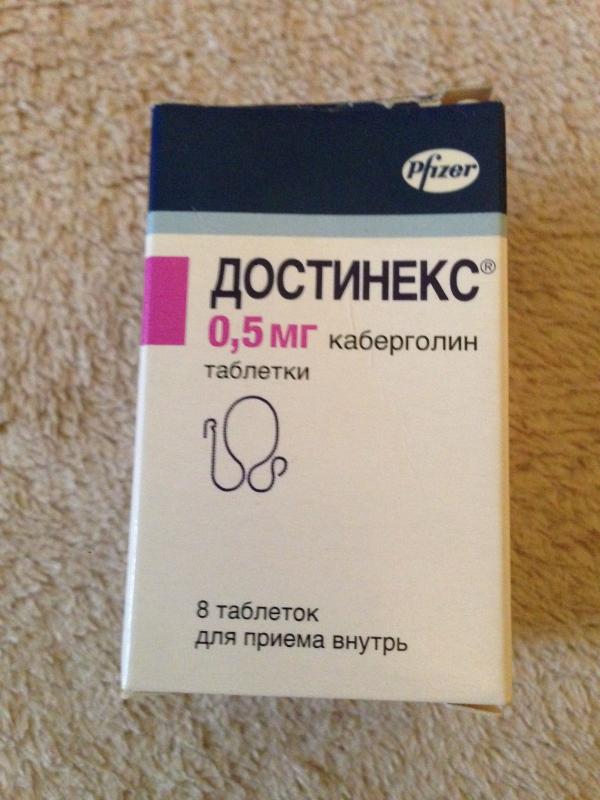 Pfizer
ДОСТИНЕКС®
0,5 мг каберголин
таблетки
8 таблеток
для приема внутрь